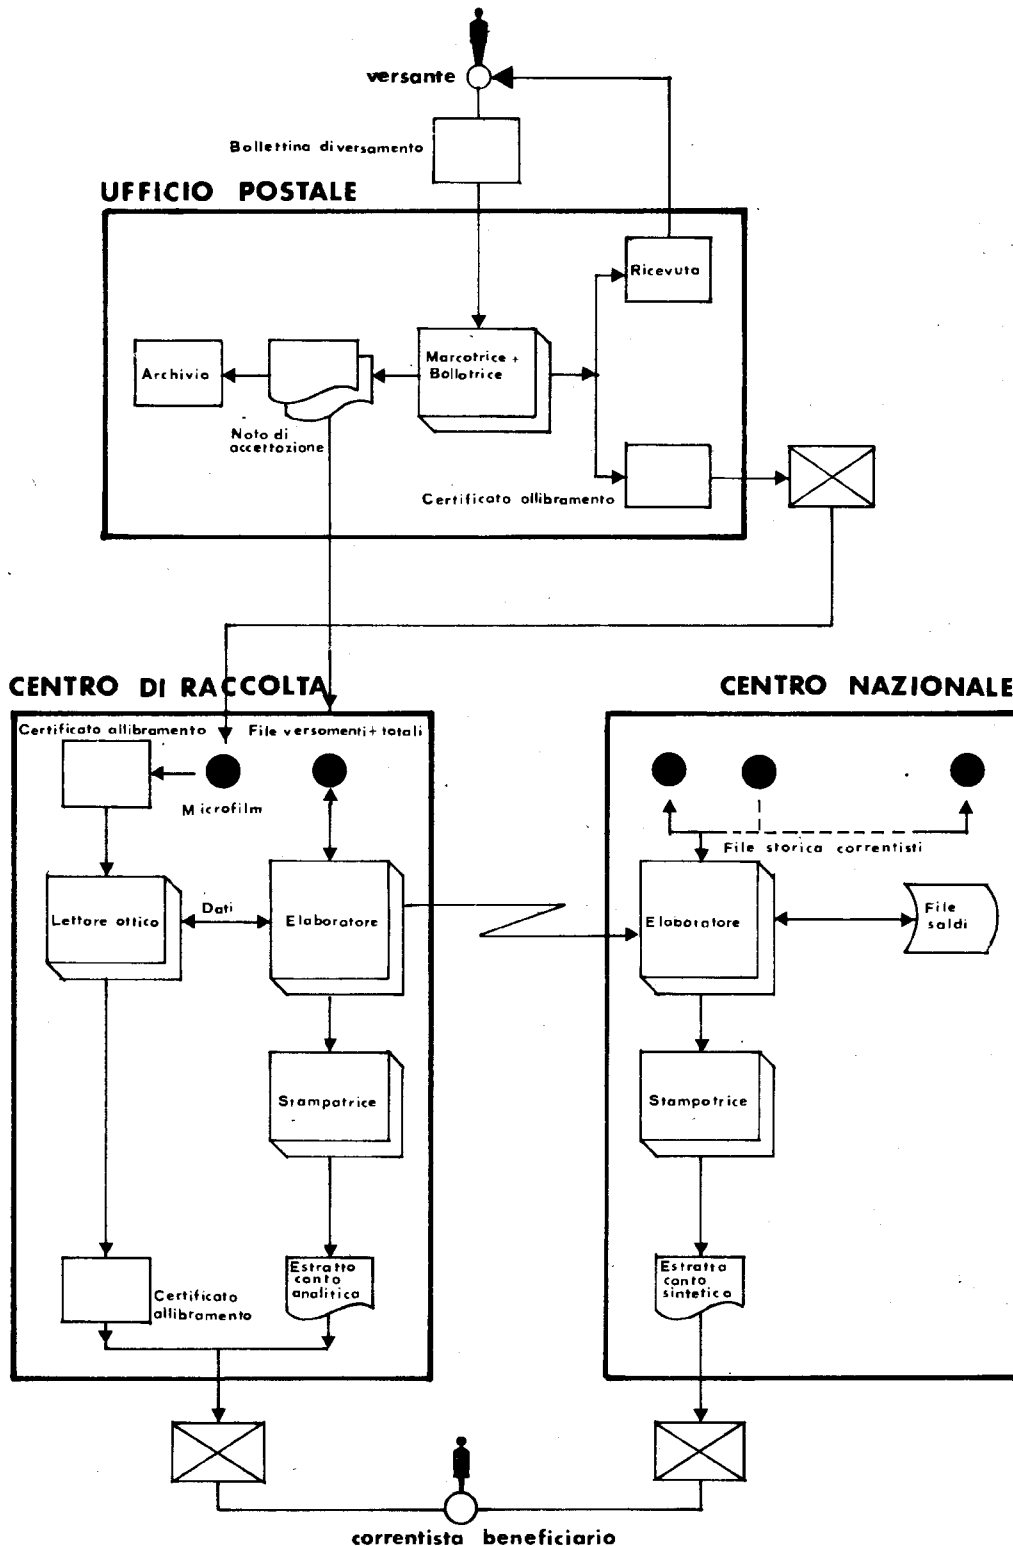 versante
Bollettina di versamento
UFFICIO POSTALE
Ricevuta
Marcatrice +
Bollatrice
Archivio
Nota di
accettazione
Certificato allibramento
CENTRO DI RACCOLTA
CENTRO NAZIONALE
Certificato allibramento
File versamenti + totali
Microfilm
File storica correntisti
Lettore ottico
Dati
Elaboratore
Elaboratore
File
saldi
Stampatrice
Stampatrice
Estratto
conto
analitico
Certificato
allibramento
Estratto
conto
sintetico
correntista beneficiario